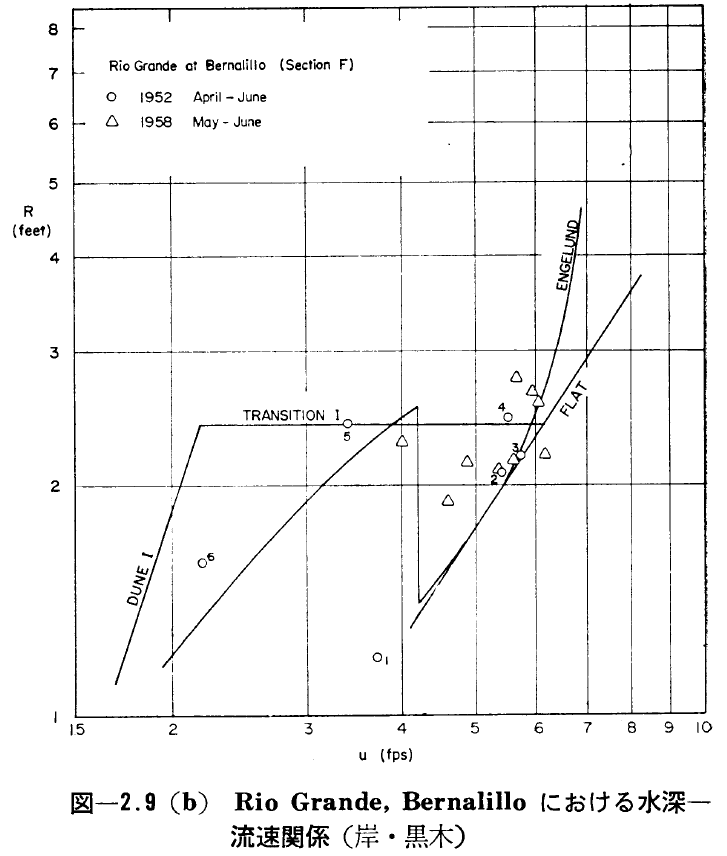 8
7
6
5
R
(feet)
4
3
2
1
Rio Grande at Bernalillo (Section F)
○ 1952 April - June
△ 1958 May - June
ENGELUND
FLAT
TRANSITION I
DUNE I
4
5
3
2
6
1
15 2 3 4 5 6 7 8 9 10
u (fps)
図—2.9 (b) Rio Grande, Bernalillo における水深—
流速関係（岸・黒木）